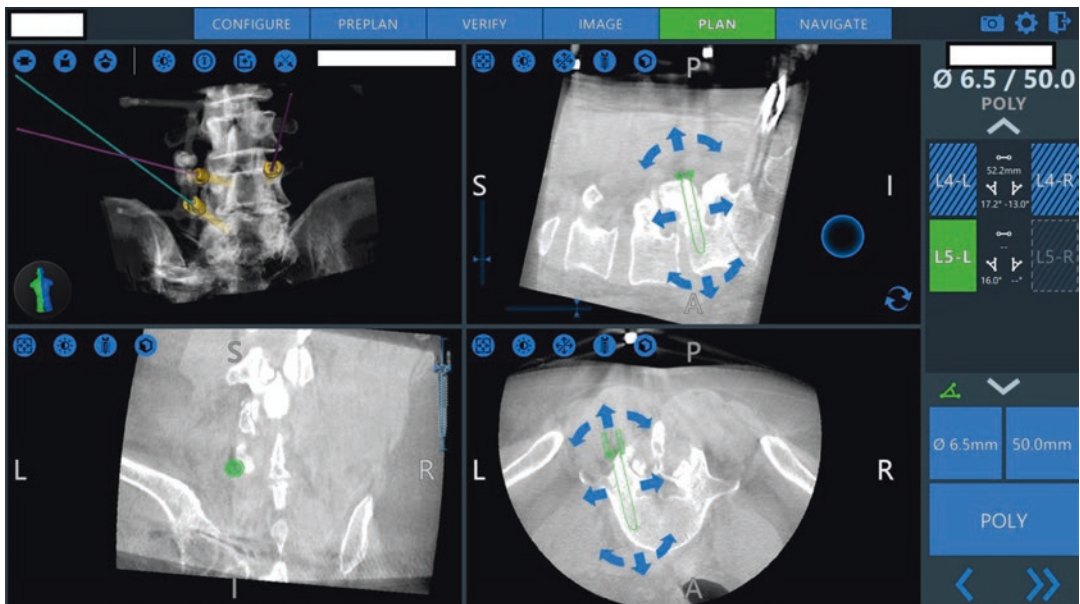 CONFIGURE PREPLAN VERIFY IMAGE PLAN NAVIGATE
Ø 6.5 / 50.0
POLY
P
S
I
A
L4-L
52.2mm
17.2° -13.0°
L4-R
L5-L
--
16.0° --°
L5-R
S
L
R
I
P
L
R
A
Ø 6.5mm
50.0mm
POLY